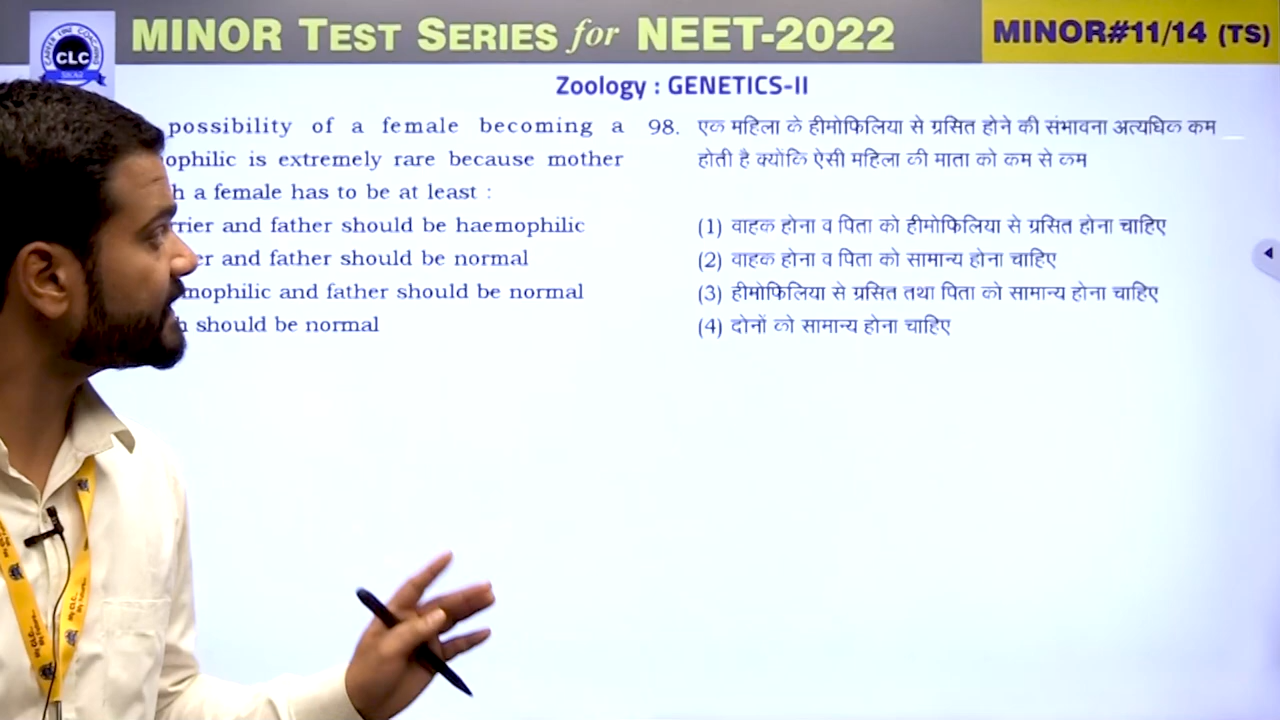 MINOR TEST SERIES for NEET-2022
MINOR#11/14 (TS)
CLC
Zoology : GENETICS-II
possibility of a female becoming a
ophilic is extremely rare because mother
h a female has to be at least :
rrier and father should be haemophilic
er and father should be normal
mophilic and father should be normal
h should be normal
98. एक महिला के हीमोफिलिया से ग्रसित होने की संभावना अत्यधिक कम
होती है क्योकि ऐसी महिला की माता को कम से कम
(1) वाहक होना व पिता को हीमोफिलिया से ग्रसित होना चाहिए
(2) वाहक होना व पिता को सामान्य होना चाहिए
(3) हीमोफिलिया से ग्रसित तथा पिता को सामान्य होना चाहिए
(4) दोनों को सामान्य होना चाहिए